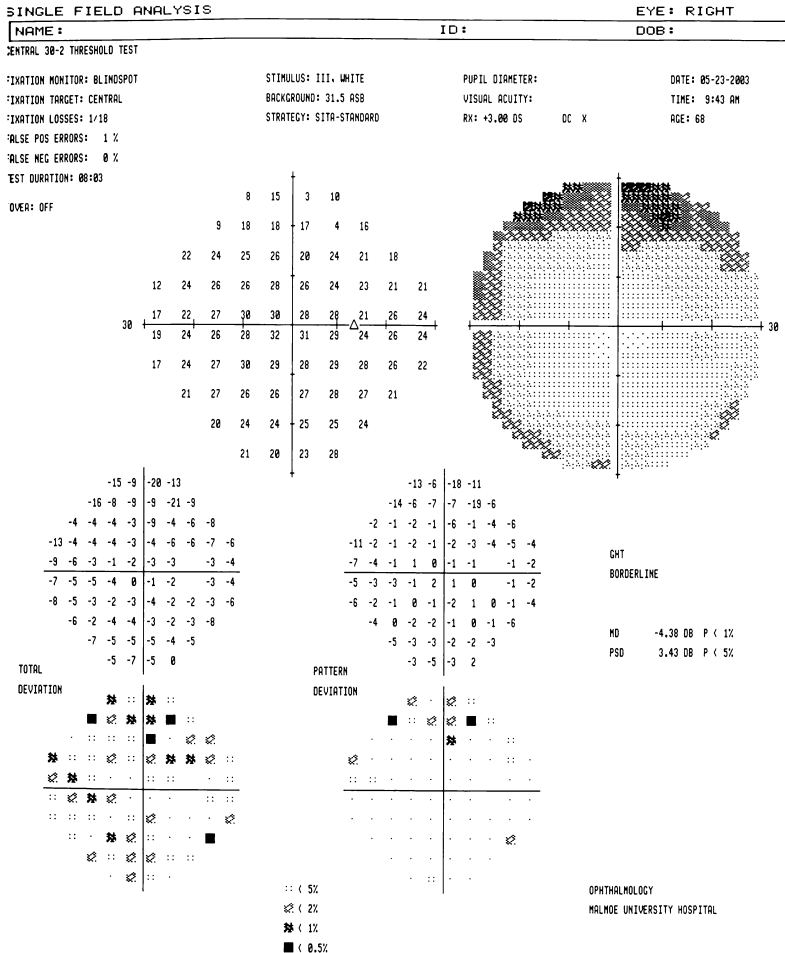 SINGLE FIELD ANALYSIS EYE: RIGHT
NAME: ID: DOB:
CENTRAL 30-2 THRESHOLD TEST
FIXATION MONITOR: BLINDSPOT STIMULUS: III, WHITE PUPIL DIAMETER: DATE: 05-23-2003
FIXATION TARGET: CENTRAL BACKGROUND: 31.5 ASB VISUAL ACUITY: TIME: 9:43 AM
FIXATION LOSSES: 1/18 STRATEGY: SITA-STANDARD RX: +3.00 DS DC X AGE: 68
FALSE POS ERRORS: 1 %
FALSE NEG ERRORS: 0 %
TEST DURATION: 08:03
OVEA: OFF
8 15 3 10
9 18 18 17 4 16
22 24 25 26 20 24 21 18
12 24 26 26 28 26 24 23 21 21
17 22 27 30 30 28 28 21 26 24
30 30
19 24 26 28 32 31 29 24 26 24
17 24 27 30 29 28 29 28 26 22
21 27 26 26 27 28 27 21
20 24 24 25 25 24
21 20 23 28
-15 -9 -20 -13
-16 -8 -9 -9 -21 -9
-4 -4 -4 -3 -9 -4 -6 -8
-13 -4 -4 -4 -3 -4 -6 -6 -7 -6
-9 -6 -3 -1 -2 -3 -3 -3 -4
-7 -5 -5 -4 0 -1 -2 -3 -4
-8 -5 -3 -2 -3 -4 -2 -2 -3 -6
-6 -2 -4 -4 -3 -2 -3 -8
-7 -5 -5 -5 -4 -5
-5 -7 -5 0
TOTAL
DEVIATION
-13 -6 -18 -11
-14 -6 -7 -7 -19 -6
-2 -1 -2 -1 -6 -1 -4 -6
-11 -2 -1 -2 -1 -2 -3 -4 -5 -4
-7 -4 -1 1 0 -1 -1 -1 -2
-5 -3 -3 -1 2 1 0 -1 -2
-6 -2 -1 0 -1 -2 1 0 -1 -4
-4 0 -2 -2 -1 0 -1 -6
-5 -3 -3 -2 -2 -3
-3 -5 -3 2
PATTERN
DEVIATION
GHT
BORDERLINE
MD -4.38 DB P < 1%
PSD 3.43 DB P < 5%
< 5%
< 2%
< 1%
< 0.5%
OPHTHALMOLOGY
MALMOE UNIVERSITY HOSPITAL